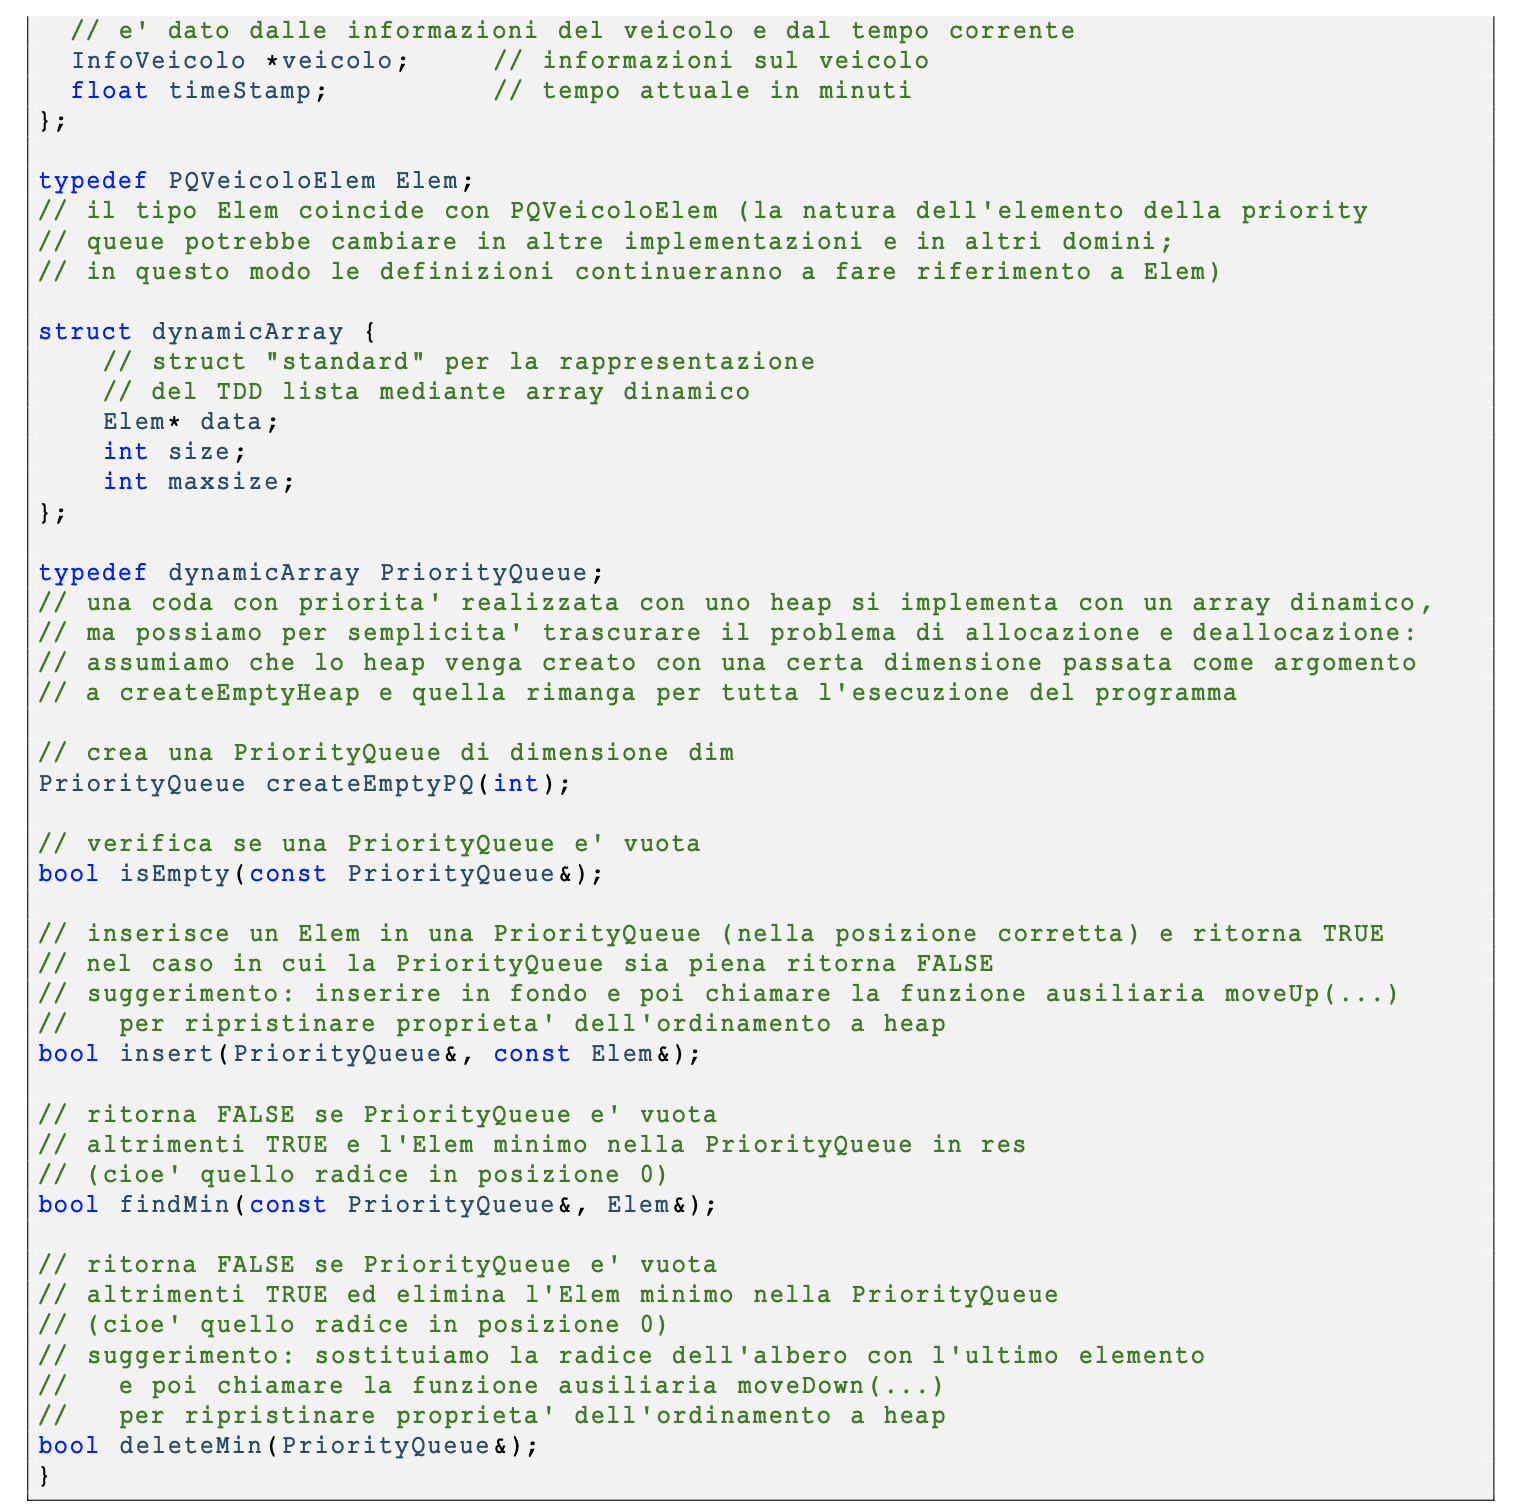 // e' dato dalle informazioni del veicolo e dal tempo corrente
InfoVeicolo *veicolo;     // informazioni sul veicolo
float timeStamp;          // tempo attuale in minuti
};
typedef PQVeicoloElem Elem;
// il tipo Elem coincide con PQVeicoloElem (la natura dell'elemento della priority
// queue potrebbe cambiare in altre implementazioni e in altri domini;
// in questo modo le definizioni continueranno a fare riferimento a Elem)
struct dynamicArray {
// struct "standard" per la rappresentazione
// del TDD lista mediante array dinamico
Elem* data;
int size;
int maxsize;
};
typedef dynamicArray PriorityQueue;
// una coda con priorita' realizzata con uno heap si implementa con un array dinamico,
// ma possiamo per semplicita' trascurare il problema di allocazione e deallocazione:
// assumiamo che lo heap venga creato con una certa dimensione passata come argomento
// a createEmptyHeap e quella rimanga per tutta l'esecuzione del programma
// crea una PriorityQueue di dimensione dim
PriorityQueue createEmptyPQ(int);
// verifica se una PriorityQueue e' vuota
bool isEmpty(const PriorityQueue&);
// inserisce un Elem in una PriorityQueue (nella posizione corretta) e ritorna TRUE
// nel caso in cui la PriorityQueue sia piena ritorna FALSE
// suggerimento: inserire in fondo e poi chiamare la funzione ausiliaria moveUp(...)
//   per ripristinare proprieta' dell'ordinamento a heap
bool insert(PriorityQueue&, const Elem&);
// ritorna FALSE se PriorityQueue e' vuota
// altrimenti TRUE e l'Elem minimo nella PriorityQueue in res
// (cioe' quello radice in posizione 0)
bool findMin(const PriorityQueue&, Elem&);
// ritorna FALSE se PriorityQueue e' vuota
// altrimenti TRUE ed elimina l'Elem minimo nella PriorityQueue
// (cioe' quello radice in posizione 0)
// suggerimento: sostituiamo la radice dell'albero con l'ultimo elemento
//   e poi chiamare la funzione ausiliaria moveDown(...)
//   per ripristinare proprieta' dell'ordinamento a heap
bool deleteMin(PriorityQueue&);
}